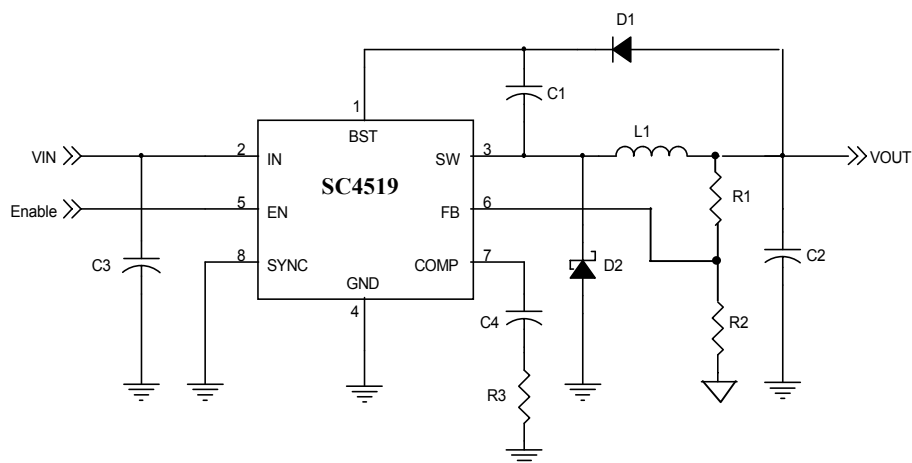 D1
C1
1
BST
L1
VIN
2
IN
SW
3
VOUT
SC4519
R1
Enable
5
EN
FB
6
C3
8
SYNC
COMP
7
D2
C2
GND
4
C4
R2
R3